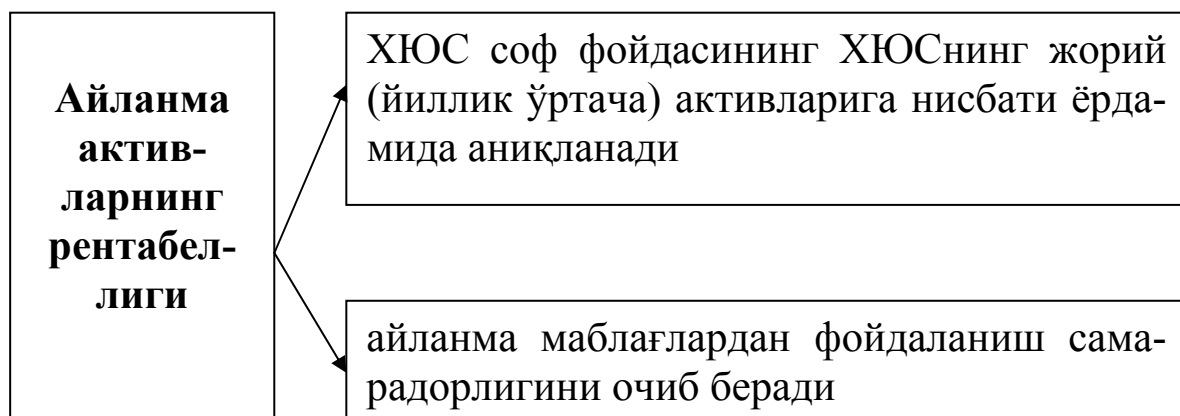 Айланма
актив-
ларнинг
рентабел-
лиги
ХЮС соф фойдасининг ХЮСнинг жорий
(йиллик ўртача) активларига нисбати ёрда-
мида аниқланади
айланма маблағлардан фойдаланиш сама-
радорлигини очиб беради